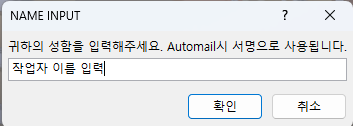 NAME INPUT ? ×
귀하의 성함을 입력해주세요. Automail시 서명으로 사용됩니다.
작업자 이름 입력
확인 취소